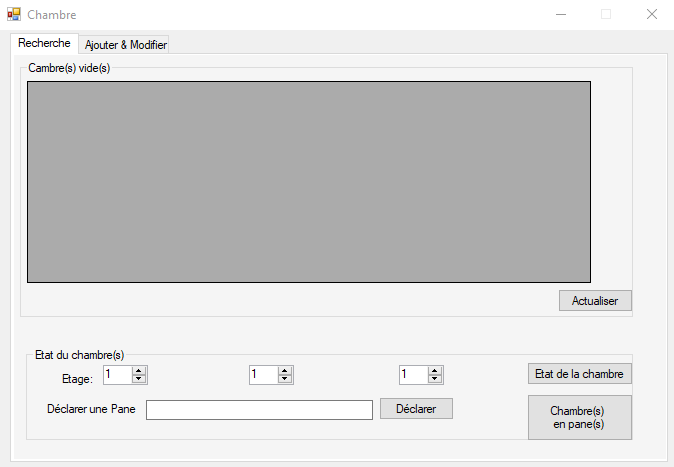 Chambre
Recherche Ajouter & Modifier
Cambre(s) vide(s)
Actualiser
Etat du chambre(s)
Etage: 1 1 1 Etat de la chambre
Déclarer une Pane Déclarer
Chambre(s)
en pane(s)